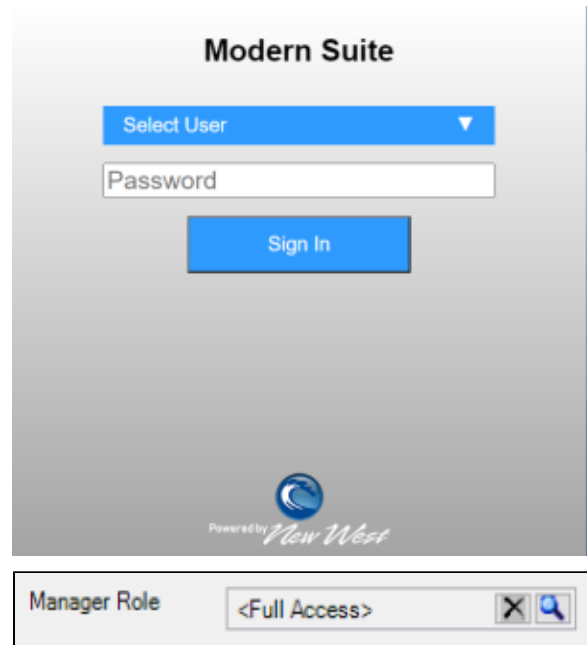 Modern Suite
Select User
Password
Sign In
Powered by New West
Manager Role
<Full Access>